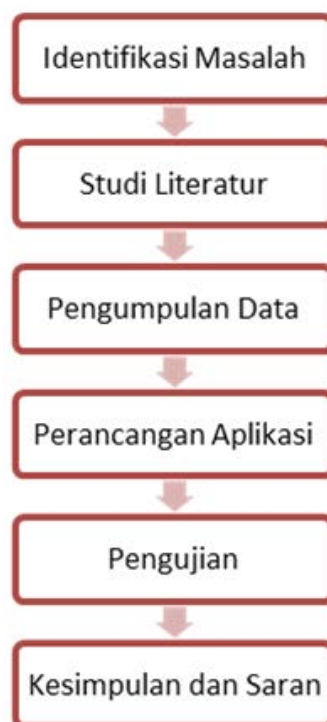 Identifikasi Masalah
Studi Literatur
Pengumpulan Data
Perancangan Aplikasi
Pengujian
Kesimpulan dan Saran